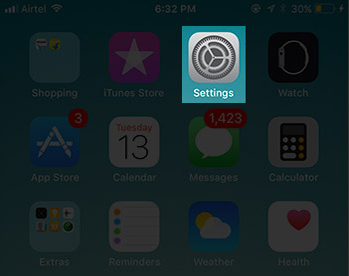 Airtel 6:32 PM 30%
Shopping iTunes Store Settings Watch
3 Tuesday 13 1,423
App Store Calendar Messages Calculator
Extras Reminders Weather Health